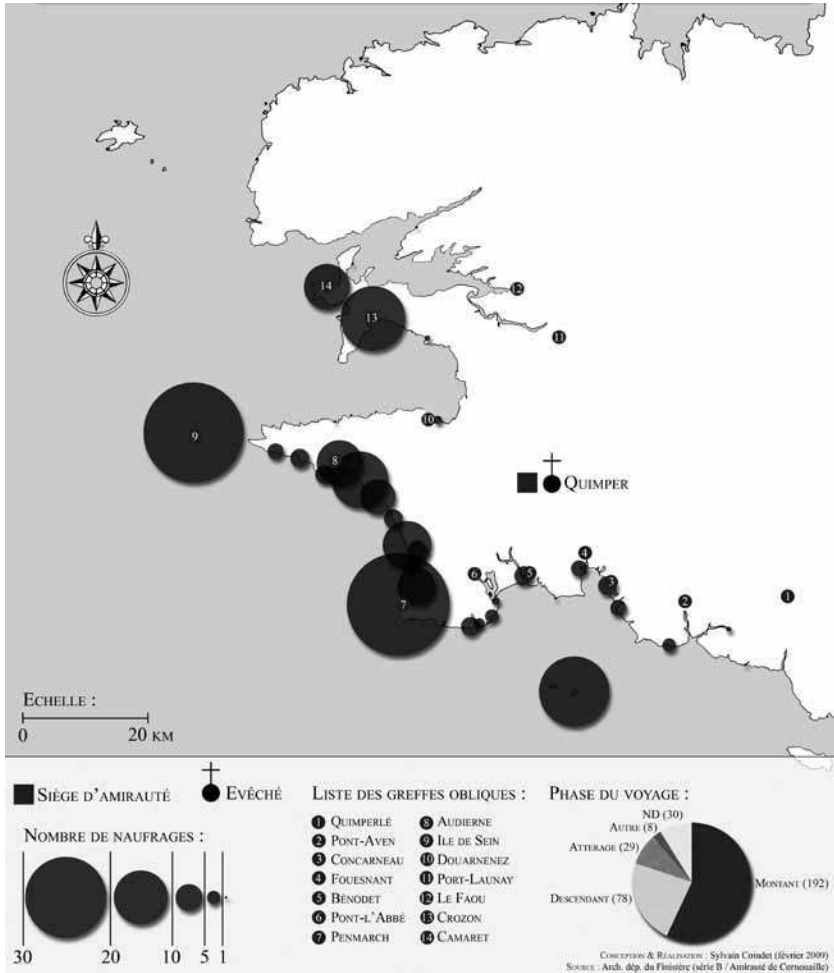 14
13
12
11
9
10
8
QUIMPER
4
6
5
3
7
2
1
ECHELLE :
0 20 KM
SIÈGE D'AMIRAUTÉ
EVÊCHÉ
NOMBRE DE NAUFRAGES :
30 20 10 5 1
LISTE DES GREFFES OBLIQUES :
1 QUIMPERLÉ
2 PONT-AVEN
3 CONCARNEAU
4 FOUESNANT
5 BÉNODET
6 PONT-L'ABBÉ
7 PENMARCH
8 AUDIERNE
9 ILE DE SEIN
10 DOUARNENEZ
11 PORT-LAUNAY
12 LE FAOU
13 CROZON
14 CAMARET
PHASE DU VOYAGE :
ND (30)
AUTRE (8)
ATTERAGE (29)
DESCENDANT (78)
MONTANT (192)
CONCEPTION & RÉALISATION : Sylvain Coindet (février 2009)
SOURCE : Arch. dép. du Finistère (série B / Amirauté de Cornouaille)